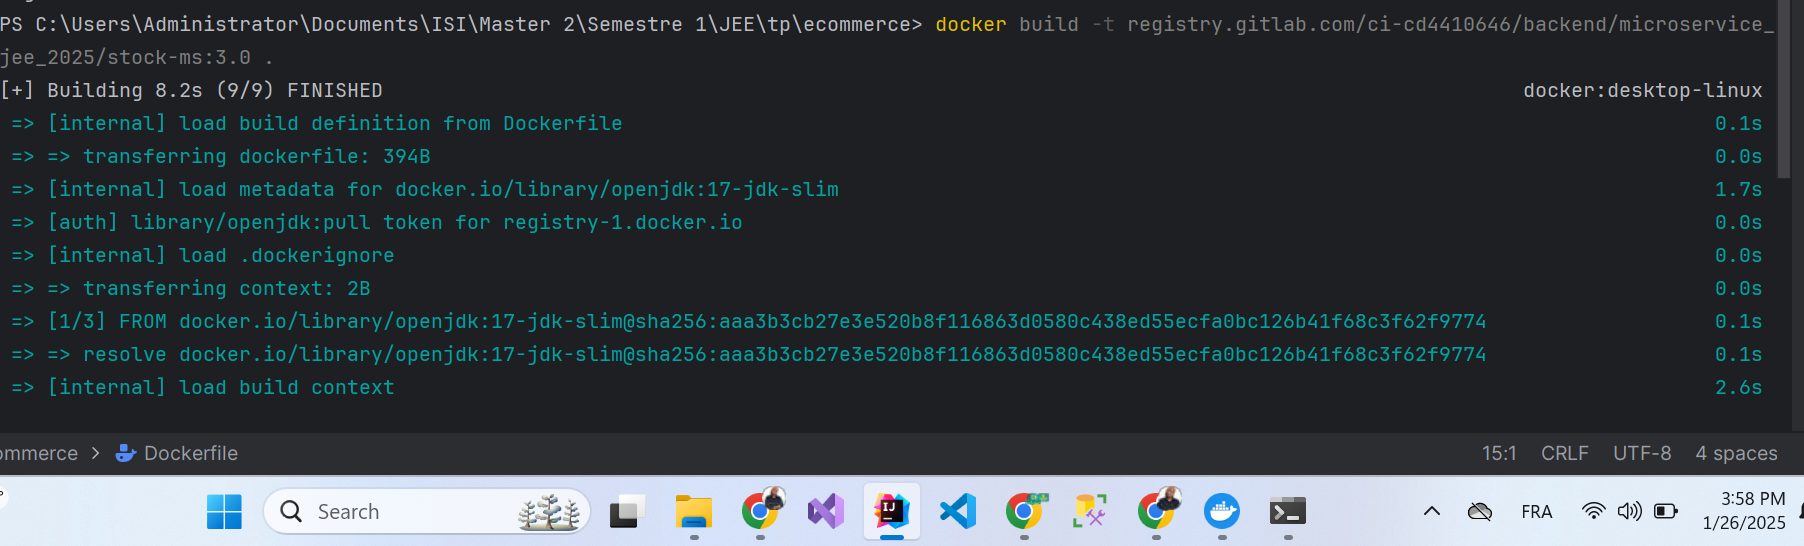 PS C:\Users\Administrator\Documents\ISI\Master 2\Semestre 1\JEE\tp\ecommerce> docker build -t registry.gitlab.com/ci-cd4410646/backend/microservice_
jee_2025/stock-ms:3.0 .
[+] Building 8.2s (9/9) FINISHED docker:desktop-linux
=> [internal] load build definition from Dockerfile 0.1s
=> => transferring dockerfile: 394B 0.0s
=> [internal] load metadata for docker.io/library/openjdk:17-jdk-slim 1.7s
=> [auth] library/openjdk:pull token for registry-1.docker.io 0.0s
=> [internal] load .dockerignore 0.0s
=> => transferring context: 2B 0.0s
=> [1/3] FROM docker.io/library/openjdk:17-jdk-slim@sha256:aaa3b3cb27e3e520b8f116863d0580c438ed55ecfa0bc126b41f68c3f62f9774 0.1s
=> => resolve docker.io/library/openjdk:17-jdk-slim@sha256:aaa3b3cb27e3e520b8f116863d0580c438ed55ecfa0bc126b41f68c3f62f9774 0.1s
=> [internal] load build context 2.6s
ommerce > Dockerfile 15:1 CRLF UTF-8 4 spaces
Search FRA 3:58 PM
1/26/2025